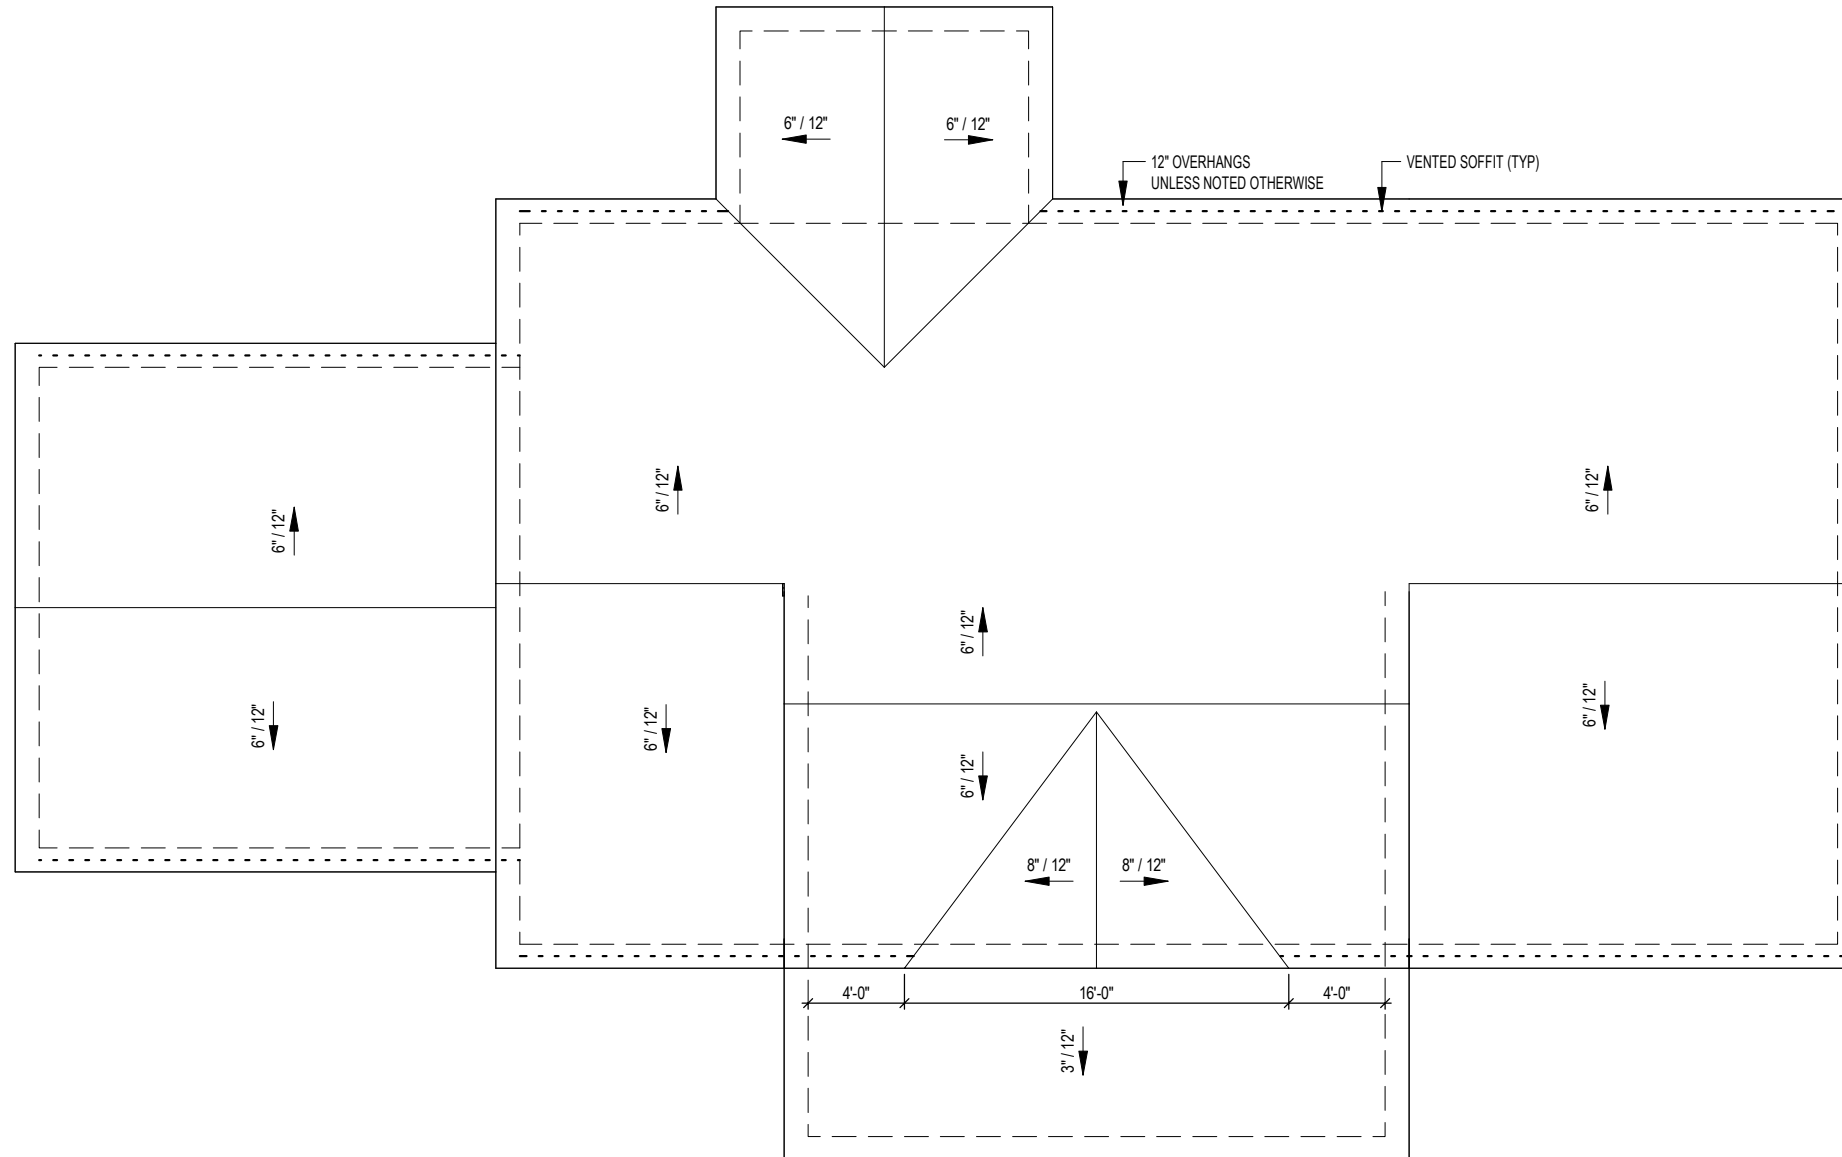 6" / 12"
6" / 12"
12" OVERHANGS
UNLESS NOTED OTHERWISE
VENTED SOFFIT (TYP)
6" / 12"
6" / 12"
6" / 12"
6" / 12"
6" / 12"
6" / 12"
6" / 12"
6" / 12"
8" / 12"
8" / 12"
4'-0"
16'-0"
4'-0"
3" / 12"